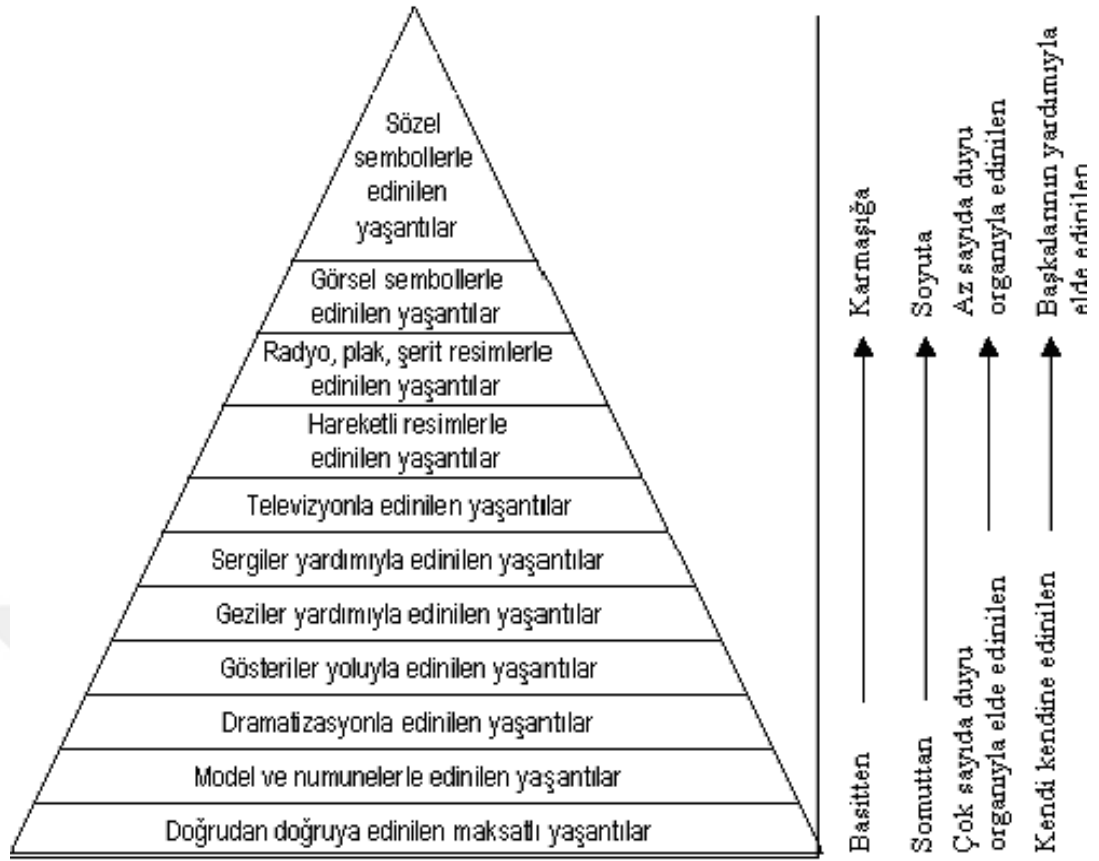 Sözel
sembollerle
edinilen
yaşantılar
Görsel sembollerle
edinilen yaşantılar
Radyo, plak, şerit resimlerle
edinilen yaşantılar
Hareketli resimlerle
edinilen yaşantılar
Televizyonla edinilen yaşantılar
Sergiler yardımıyla edinilen yaşantılar
Geziler yardımıyla edinilen yaşantılar
Gösteriler yoluyla edinilen yaşantılar
Dramatizasyonla edinilen yaşantılar
Model ve numunelerle edinilen yaşantılar
Doğrudan doğruya edinilen maksatlı yaşantılar
Basitten
Karmaşığa
Somuttan
Soyuta
Çok sayıda duyu
organıyla elde edinilen
Az sayıda duyu
organıyla edinilen
Kendi kendine edinilen
Başkalarının yardımıyla
elde edinilen